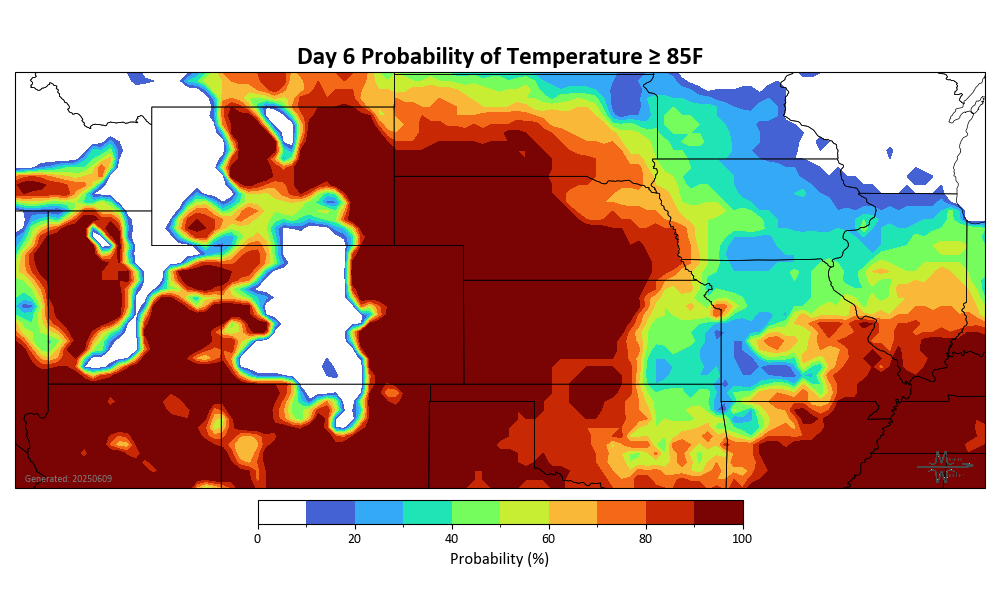 Day 6 Probability of Temperature ≥ 85F
Generated: 20250609
0 20 40 60 80 100
Probability (%)